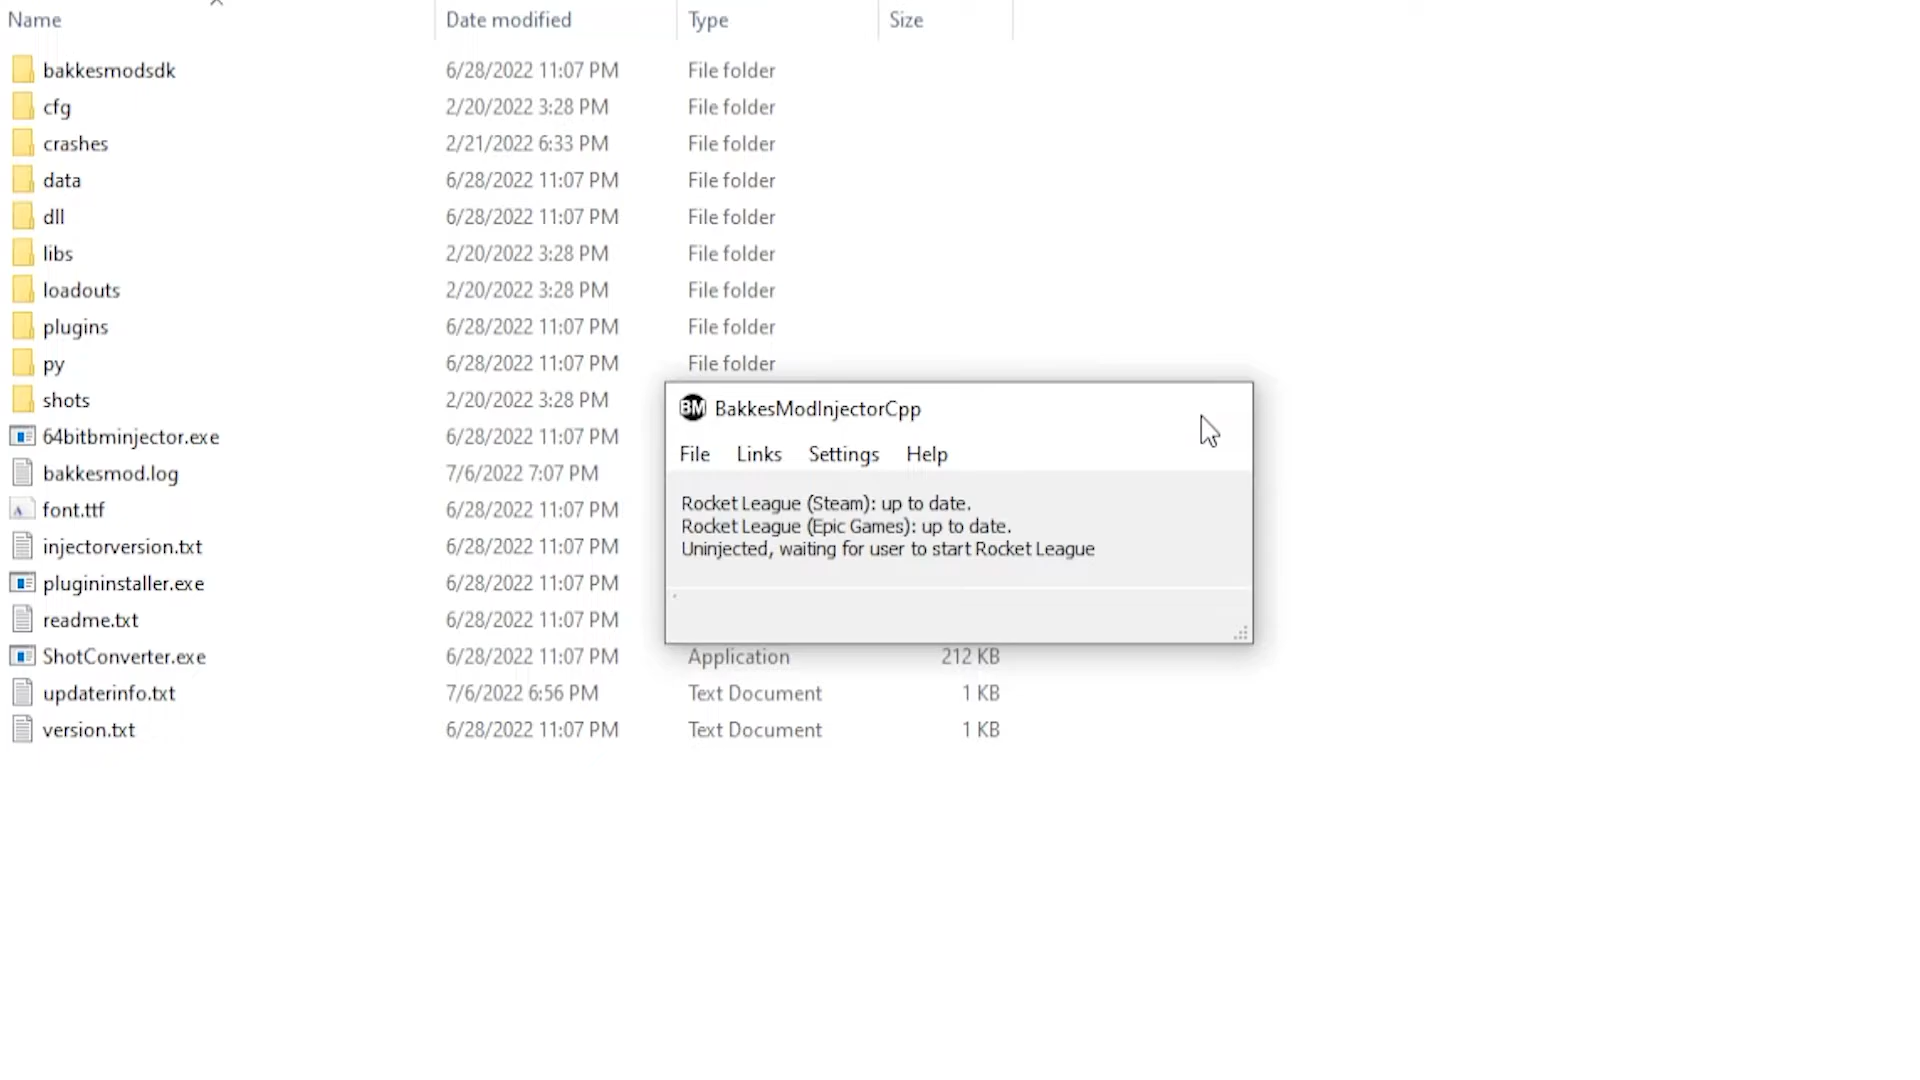 Name Date modified Type Size
bakkesmodsdk 6/28/2022 11:07 PM File folder
cfg 2/20/2022 3:28 PM File folder
crashes 2/21/2022 6:33 PM File folder
data 6/28/2022 11:07 PM File folder
dll 6/28/2022 11:07 PM File folder
libs 2/20/2022 3:28 PM File folder
loadouts 2/20/2022 3:28 PM File folder
plugins 6/28/2022 11:07 PM File folder
py 6/28/2022 11:07 PM File folder
shots 2/20/2022 3:28 PM
64bitbminjector.exe 6/28/2022 11:07 PM
bakkesmod.log 7/6/2022 7:07 PM
font.ttf 6/28/2022 11:07 PM
injectorversion.txt 6/28/2022 11:07 PM
plugininstaller.exe 6/28/2022 11:07 PM
readme.txt 6/28/2022 11:07 PM
ShotConverter.exe 6/28/2022 11:07 PM Application 212 KB
updaterinfo.txt 7/6/2022 6:56 PM Text Document 1 KB
version.txt 6/28/2022 11:07 PM Text Document 1 KB
BM BakkesModInjectorCpp
File Links Settings Help
Rocket League (Steam): up to date.
Rocket League (Epic Games): up to date.
Uninjected, waiting for user to start Rocket League